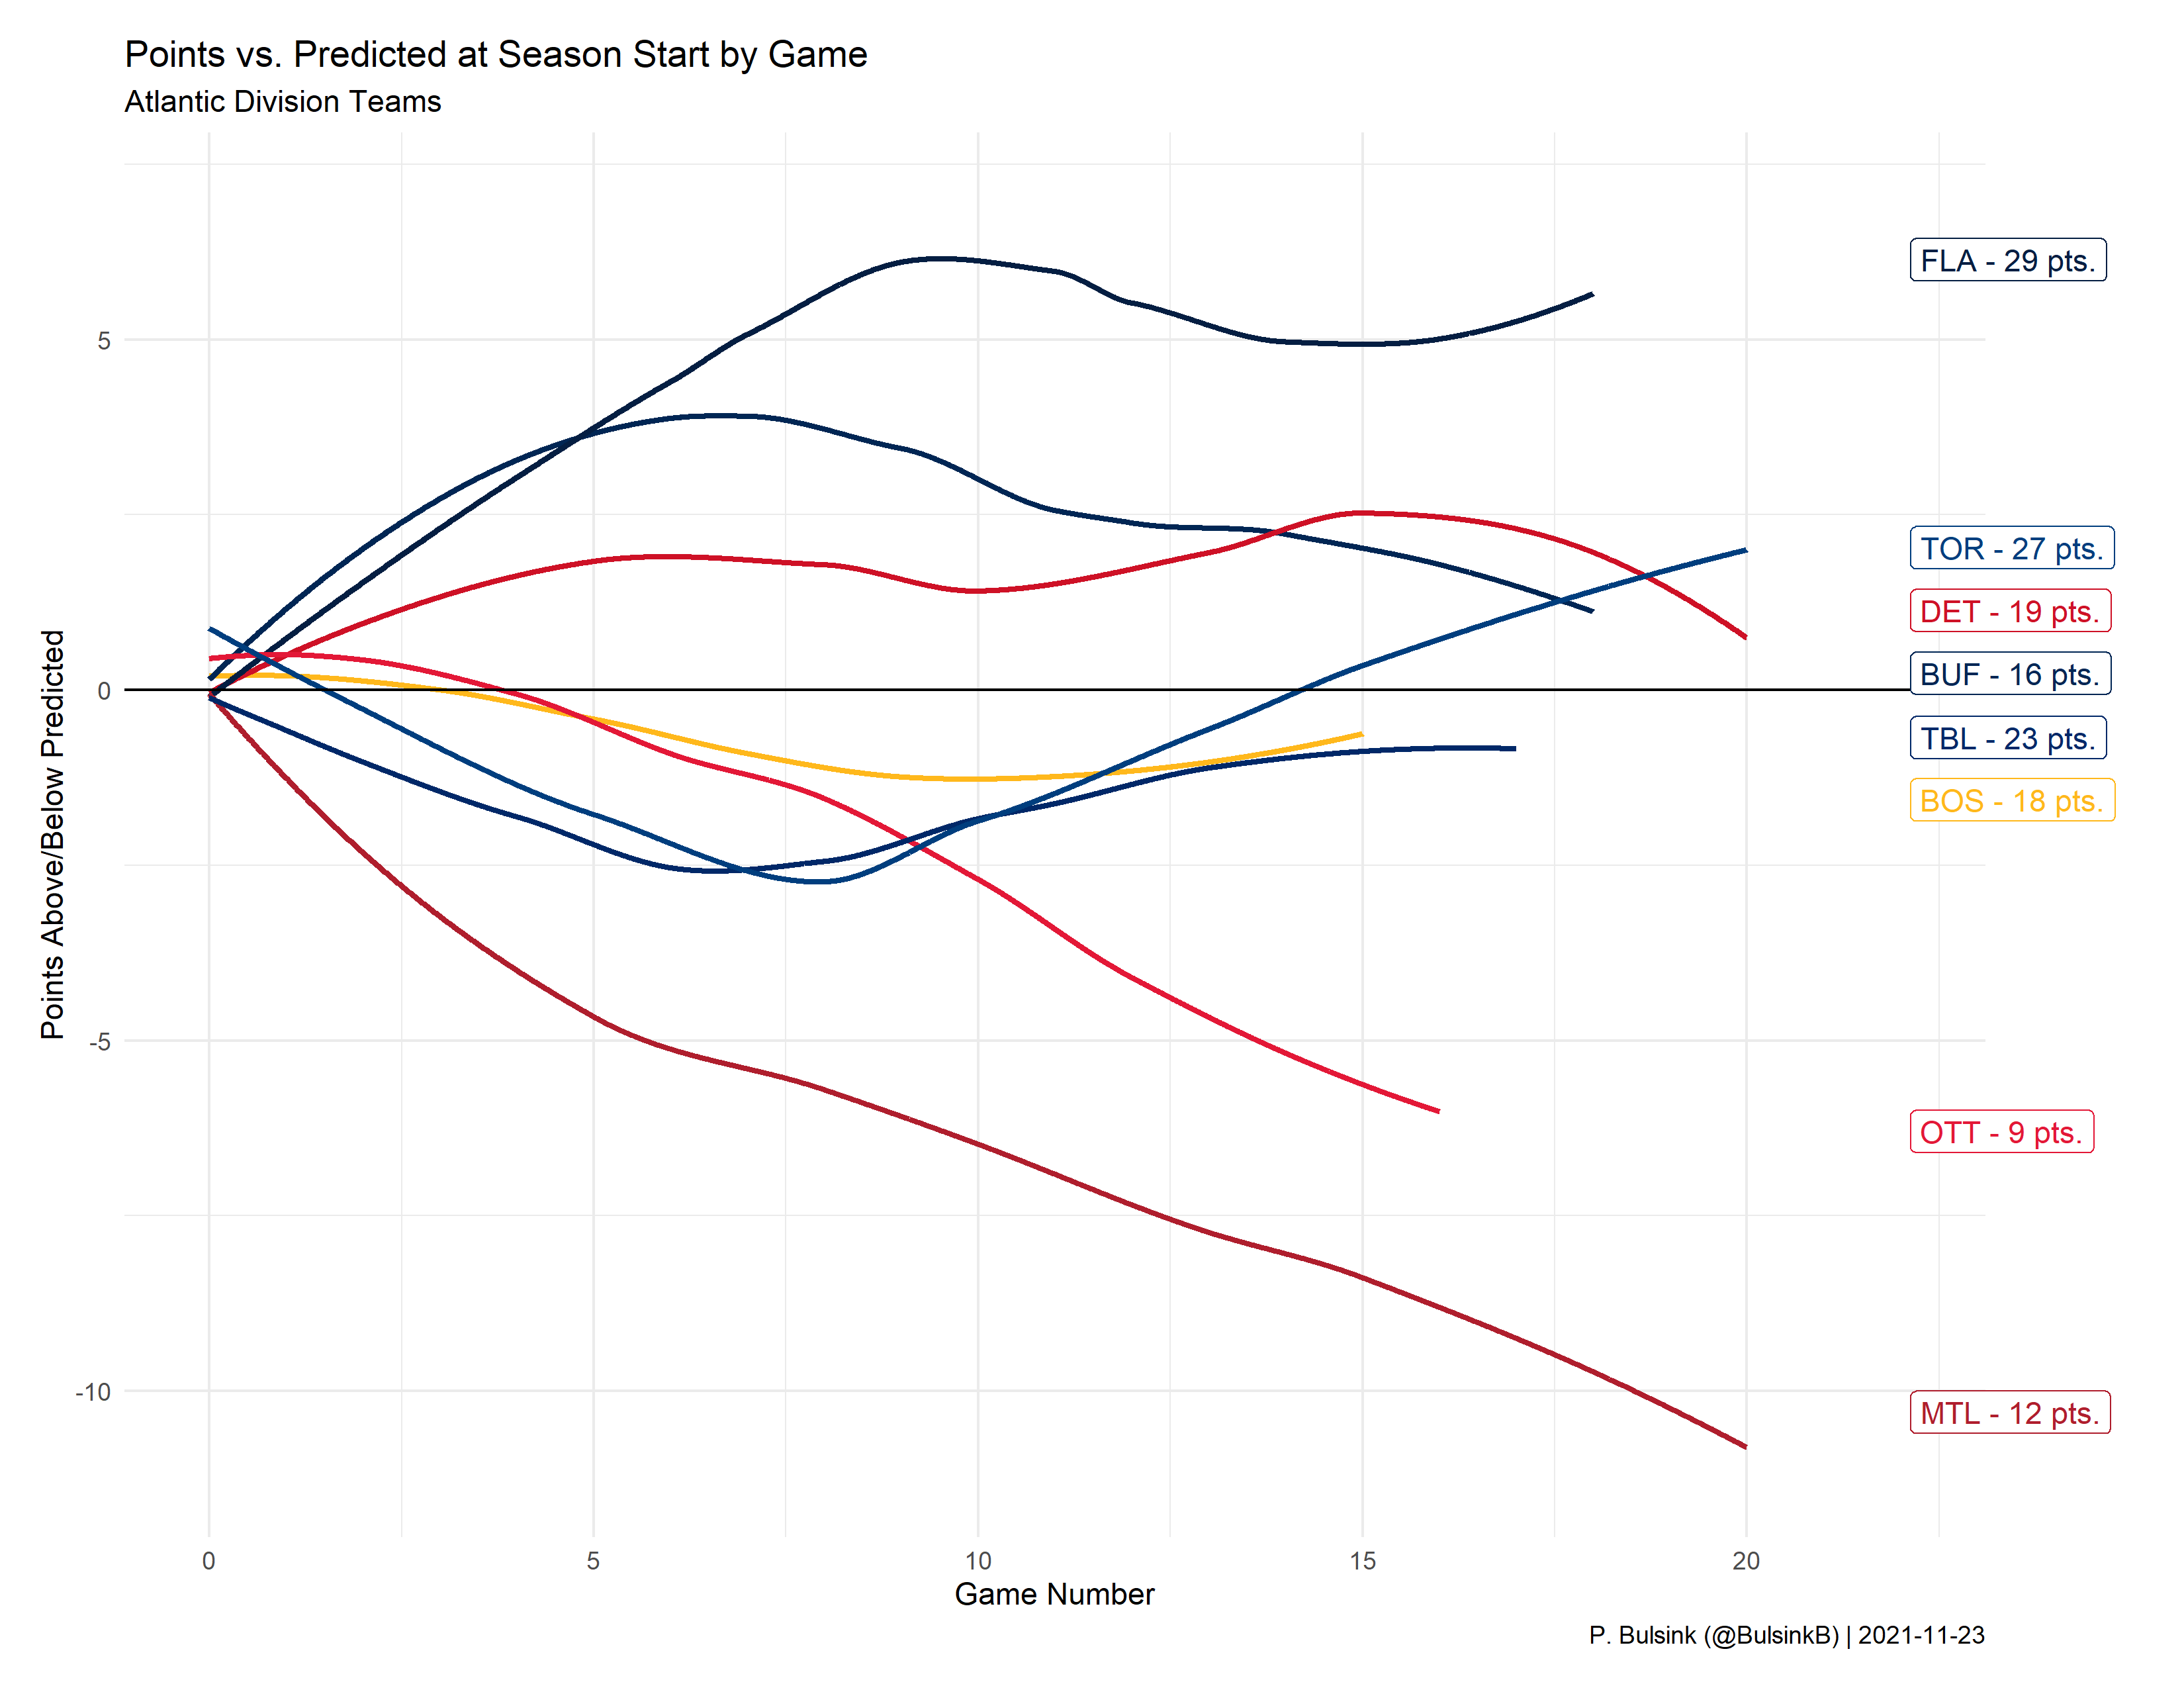 Points vs. Predicted at Season Start by Game
Atlantic Division Teams
Points Above/Below Predicted
5
0
-5
-10
FLA - 29 pts.
TOR - 27 pts.
DET - 19 pts.
BUF - 16 pts.
TBL - 23 pts.
BOS - 18 pts.
OTT - 9 pts.
MTL - 12 pts.
0 5 10 15 20
Game Number
P. Bulsink (@BulsinkB) | 2021-11-23